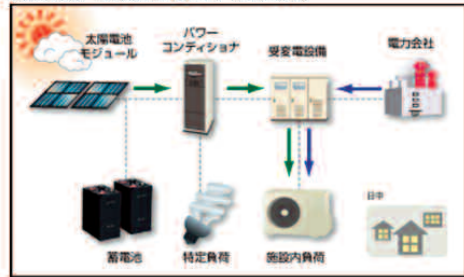 太陽電池
モジュール
パワー
コンディショナ
受変電設備
電力会社
蓄電池
特定負荷
施設内負荷
日中